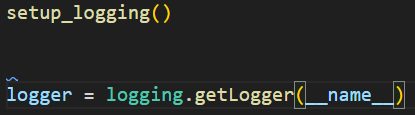 setup_logging()
logger = logging.getLogger(__name__)